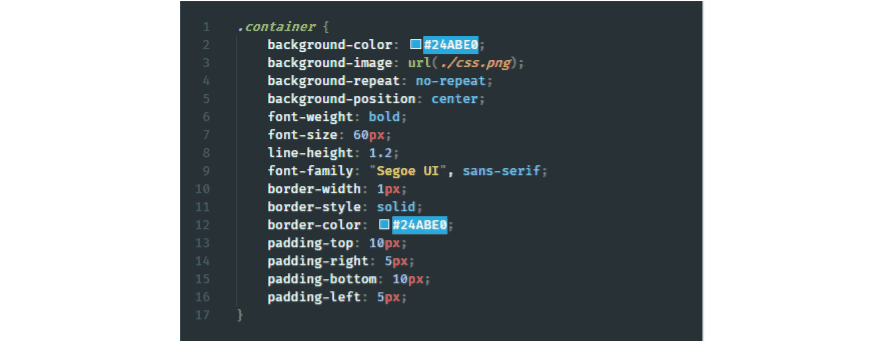 1 .container {
2 background-color: #24ABE0;
3 background-image: url(./css.png);
4 background-repeat: no-repeat;
5 background-position: center;
6 font-weight: bold;
7 font-size: 60px;
8 line-height: 1.2;
9 font-family: "Segoe UI", sans-serif;
10 border-width: 1px;
11 border-style: solid;
12 border-color: #24ABE0;
13 padding-top: 10px;
14 padding-right: 5px;
15 padding-bottom: 10px;
16 padding-left: 5px;
17 }